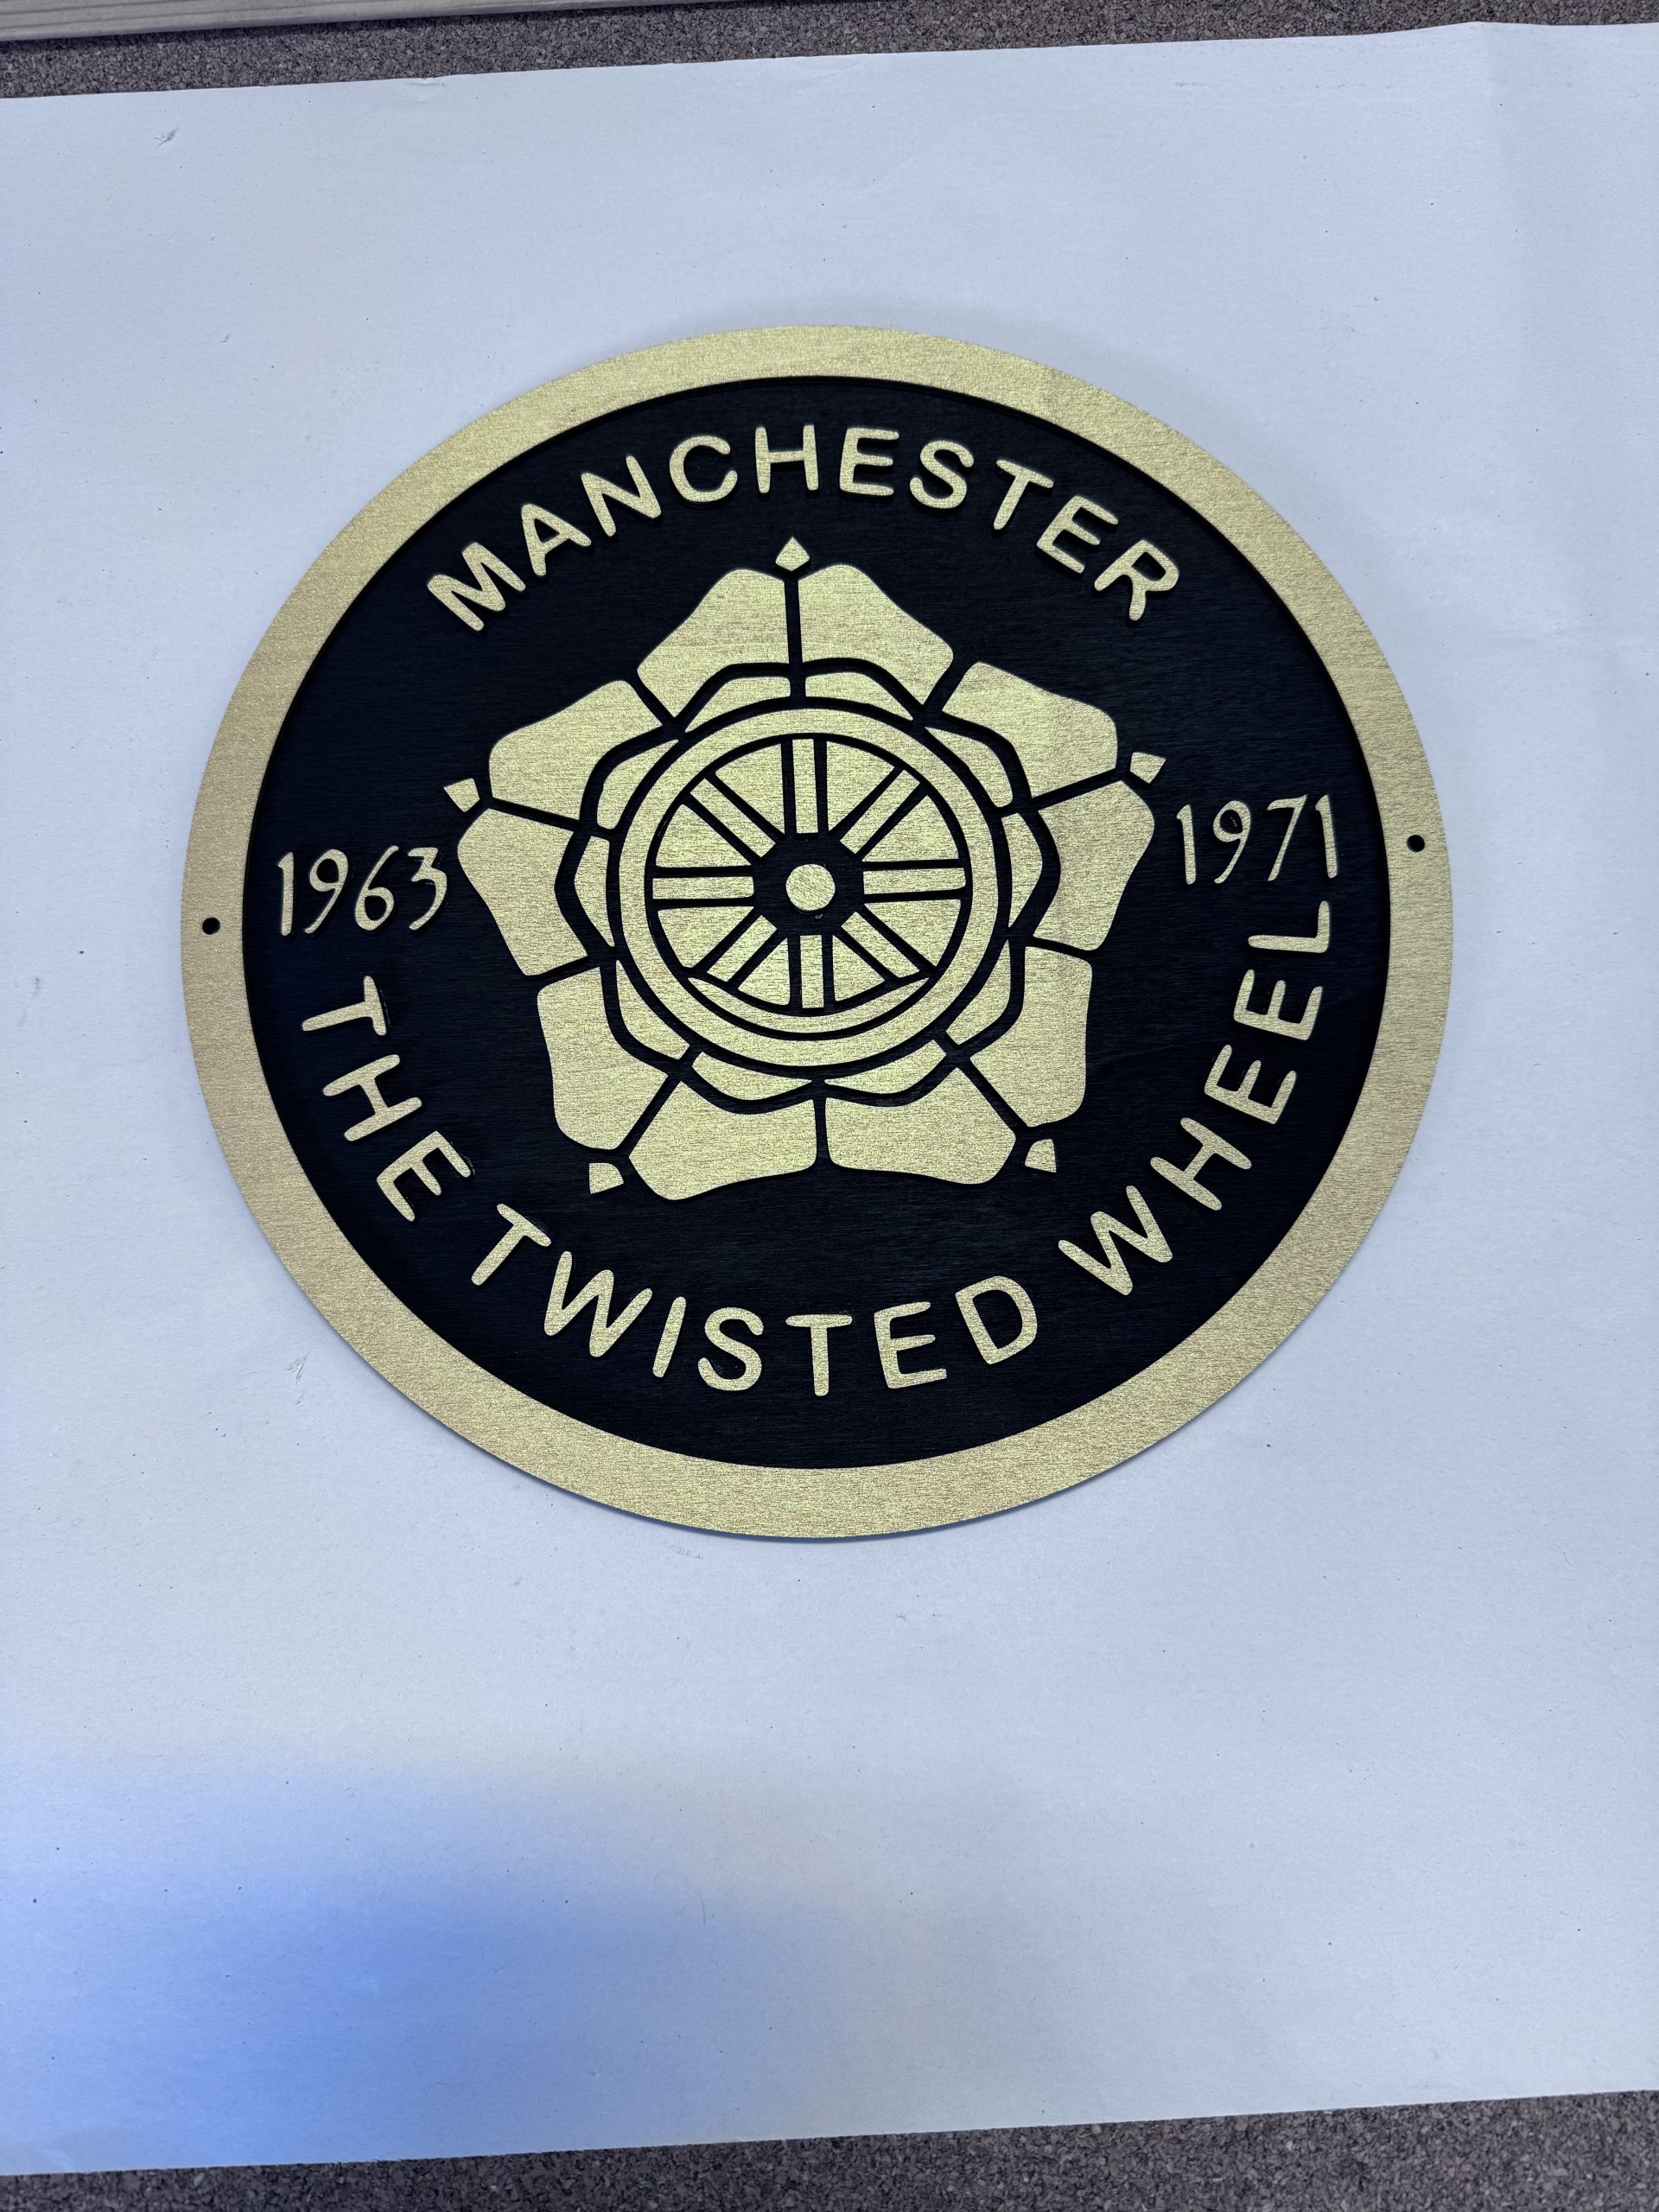 MANCHESTER
1963
1971
THE TWISTED WHEEL